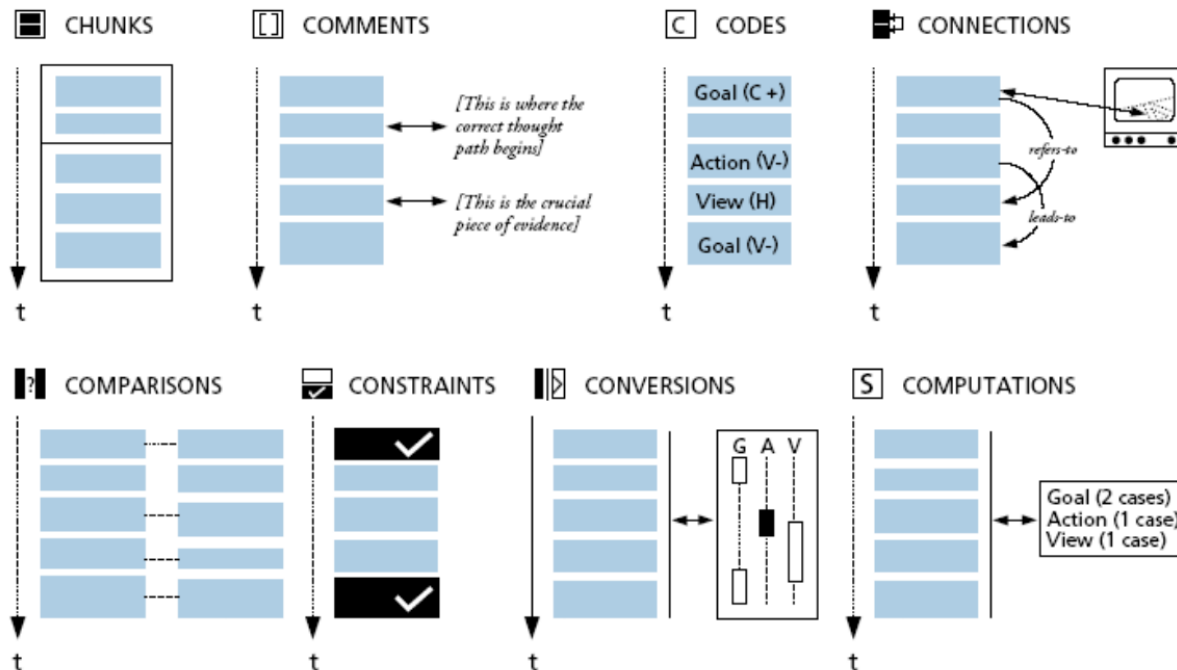 CHUNKS
[ ] COMMENTS
C CODES
CONNECTIONS
[This is where the
correct thought
path begins]
[This is the crucial
piece of evidence]
t
t
Goal (C +)
Action (V-)
View (H)
Goal (V-)
t
refers-to
leads-to
t
? COMPARISONS
CONSTRAINTS
CONVERSIONS
S COMPUTATIONS
t
t
G A V
t
Goal (2 cases)
Action (1 case)
View (1 case)
t